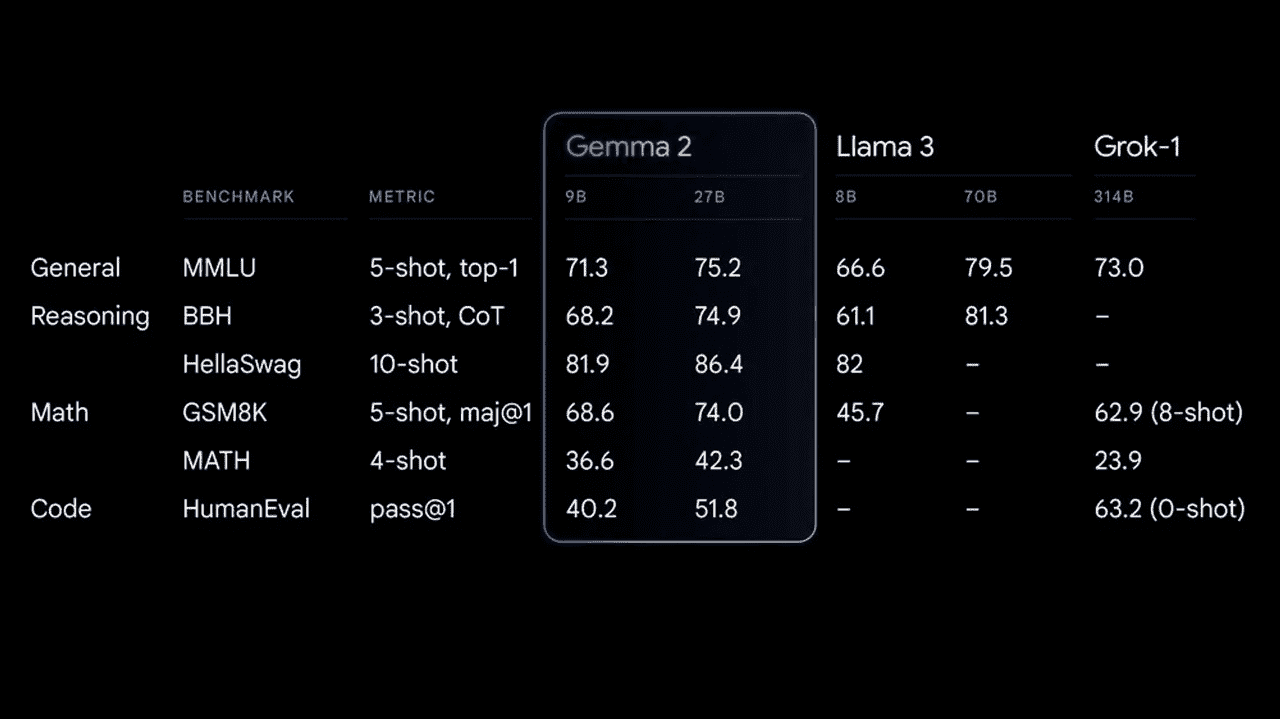 Gemma 2 Llama 3 Grok-1
BENCHMARK METRIC 9B 27B 8B 70B 314B
General MMLU 5-shot, top-1 71.3 75.2 66.6 79.5 73.0
Reasoning BBH 3-shot, CoT 68.2 74.9 61.1 81.3 –
HellaSwag 10-shot 81.9 86.4 82 – –
Math GSM8K 5-shot, maj@1 68.6 74.0 45.7 – 62.9 (8-shot)
MATH 4-shot 36.6 42.3 – – 23.9
Code HumanEval pass@1 40.2 51.8 – – 63.2 (0-shot)